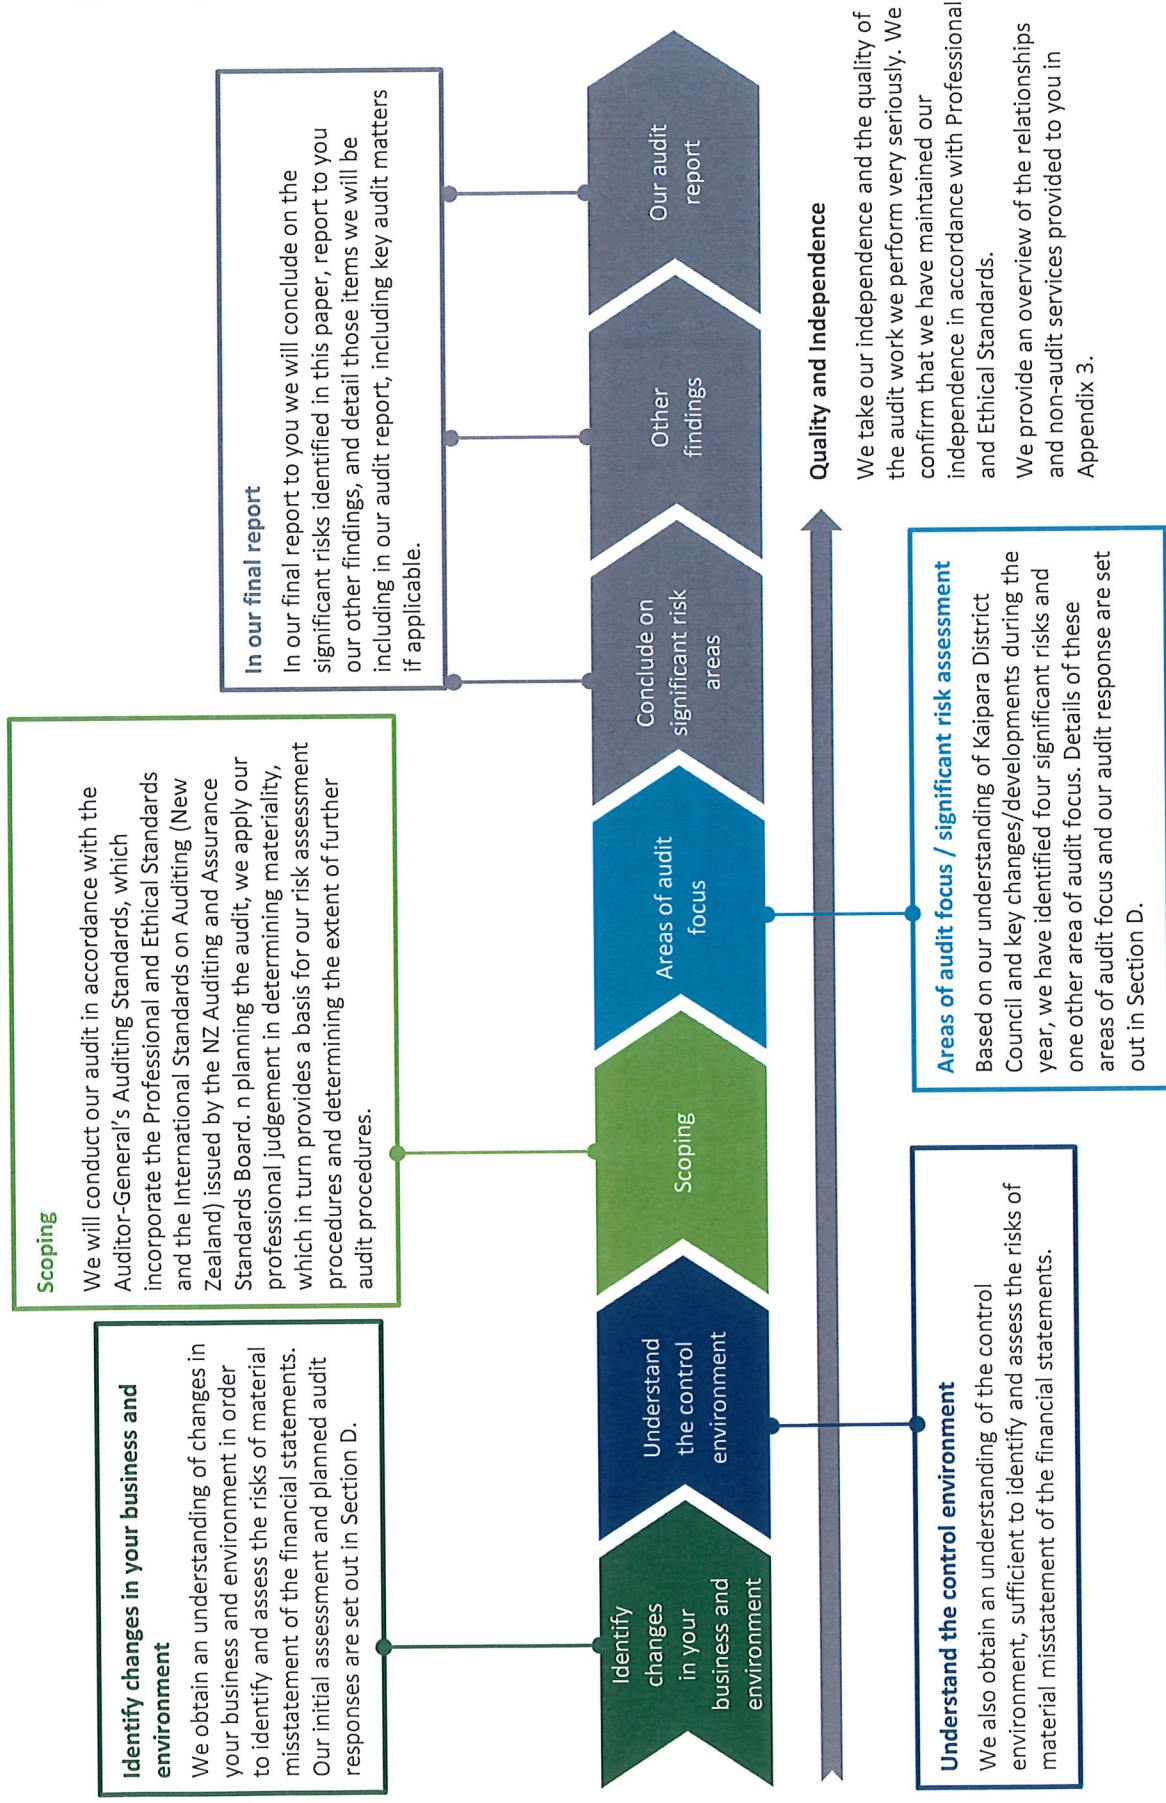 Identify changes in your business and
environment
We obtain an understanding of changes in
your business and environment in order
to identify and assess the risks of material
misstatement of the financial statements.
Our initial assessment and planned audit
responses are set out in Section D.
Scoping
We will conduct our audit in accordance with the
Auditor-General's Auditing Standards, which
incorporate the Professional and Ethical Standards
and the International Standards on Auditing (New
Zealand) issued by the NZ Auditing and Assurance
Standards Board. n planning the audit, we apply our
professional judgement in determining materiality,
which in turn provides a basis for our risk assessment
procedures and determining the extent of further
audit procedures.
In our final report
In our final report to you we will conclude on the
significant risks identified in this paper, report to you
our other findings, and detail those items we will be
including in our audit report, including key audit matters
if applicable.
Identify
changes
in your
business and
environment
Understand
the control
environment
Scoping
Areas of audit
focus
Conclude on
significant risk
areas
Other
findings
Our audit
report
Understand the control environment
We also obtain an understanding of the control
environment, sufficient to identify and assess the risks of
material misstatement of the financial statements.
Areas of audit focus / significant risk assessment
Based on our understanding of Kaipara District
Council and key changes/developments during the
year, we have identified four significant risks and
one other area of audit focus. Details of these
areas of audit focus and our audit response are set
out in Section D.
Quality and Independence
We take our independence and the quality of
the audit work we perform very seriously. We
confirm that we have maintained our
independence in accordance with Professional
and Ethical Standards.
We provide an overview of the relationships
and non-audit services provided to you in
Appendix 3.